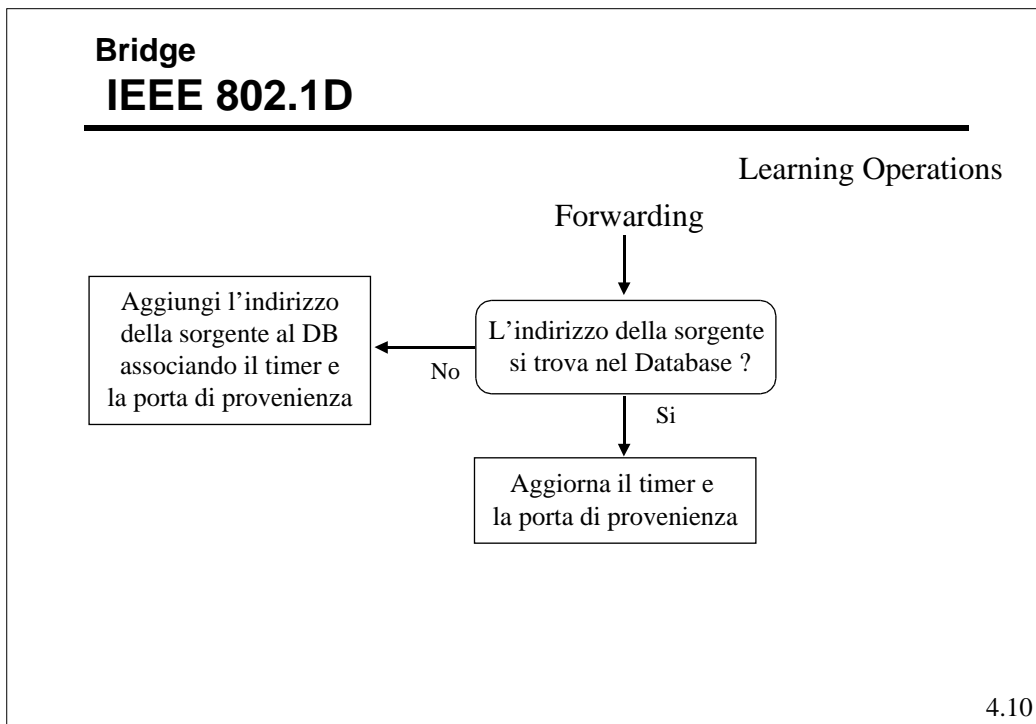 Bridge
IEEE 802.1D
Learning Operations
Forwarding
Aggiungi l’indirizzo
della sorgente al DB
associando il timer e
la porta di provenienza
No
L’indirizzo della sorgente
si trova nel Database ?
Si
Aggiorna il timer e
la porta di provenienza
4.10